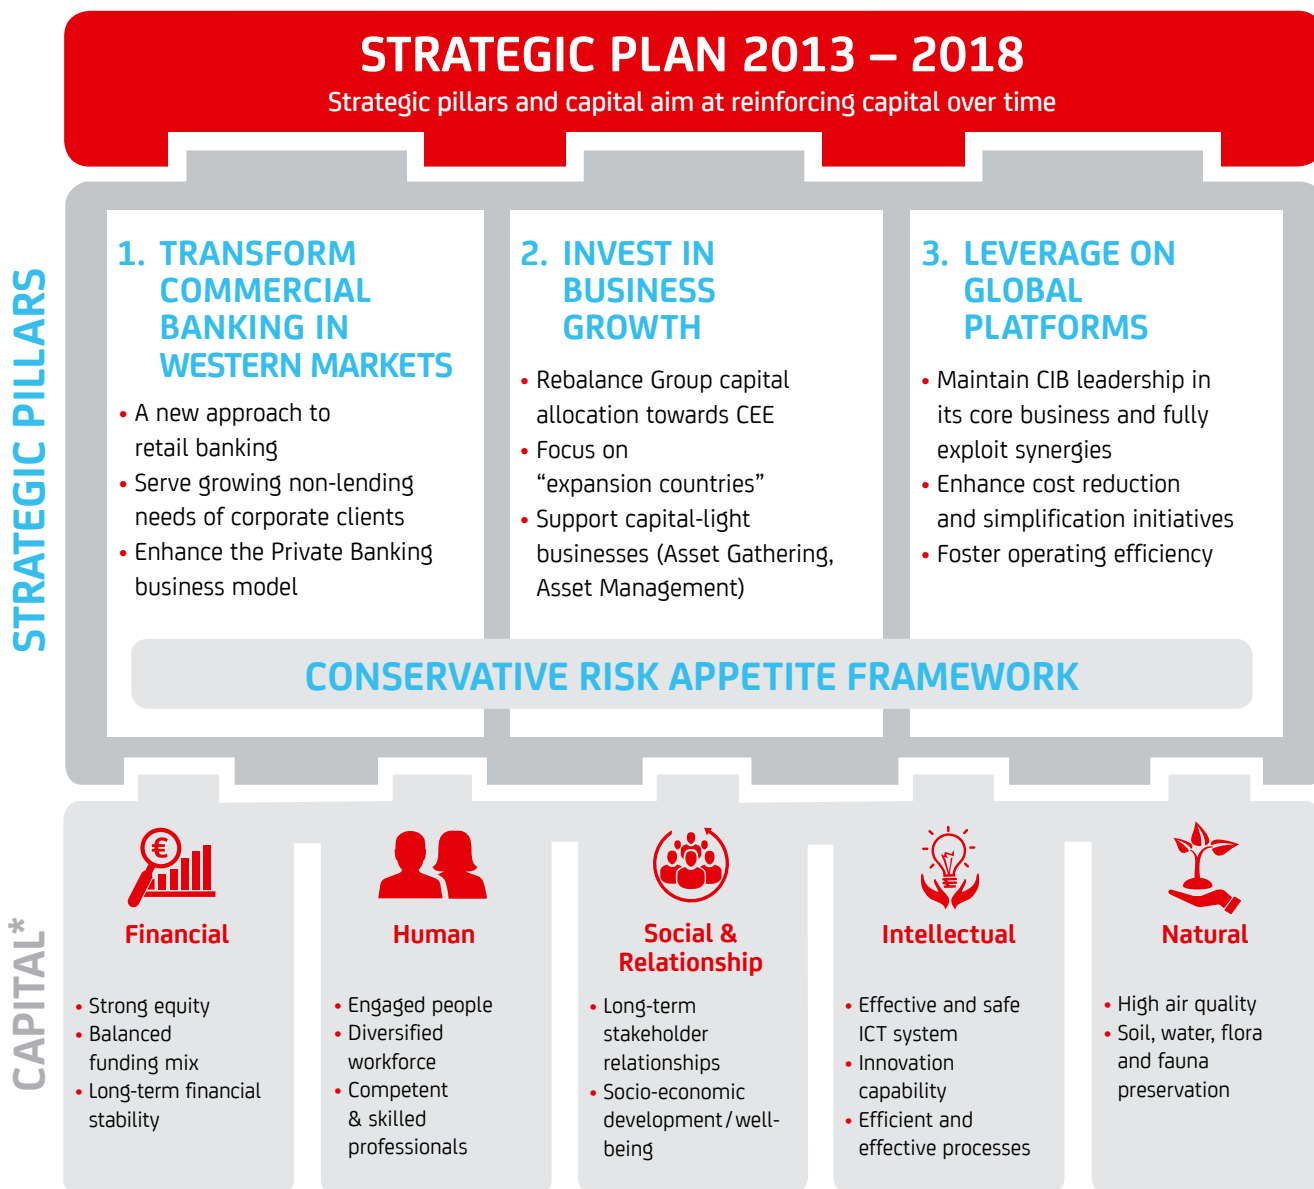 STRATEGIC PLAN 2013 – 2018
Strategic pillars and capital aim at reinforcing capital over time
STRATEGIC PILLARS
1. TRANSFORM
COMMERCIAL
BANKING IN
WESTERN MARKETS
• A new approach to
retail banking
• Serve growing non-lending
needs of corporate clients
• Enhance the Private Banking
business model
2. INVEST IN
BUSINESS
GROWTH
• Rebalance Group capital
allocation towards CEE
• Focus on
“expansion countries”
• Support capital-light
businesses (Asset Gathering,
Asset Management)
3. LEVERAGE ON
GLOBAL
PLATFORMS
• Maintain CIB leadership in
its core business and fully
exploit synergies
• Enhance cost reduction
and simplification initiatives
• Foster operating efficiency
CONSERVATIVE RISK APPETITE FRAMEWORK
CAPITAL*
€
Financial
• Strong equity
• Balanced
funding mix
• Long-term financial
stability
Human
• Engaged people
• Diversified
workforce
• Competent
& skilled
professionals
Social &
Relationship
• Long-term
stakeholder
relationships
• Socio-economic
development/well-
being
Intellectual
• Effective and safe
ICT system
• Innovation
capability
• Efficient and
effective processes
Natural
• High air quality
• Soil, water, flora
and fauna
preservation